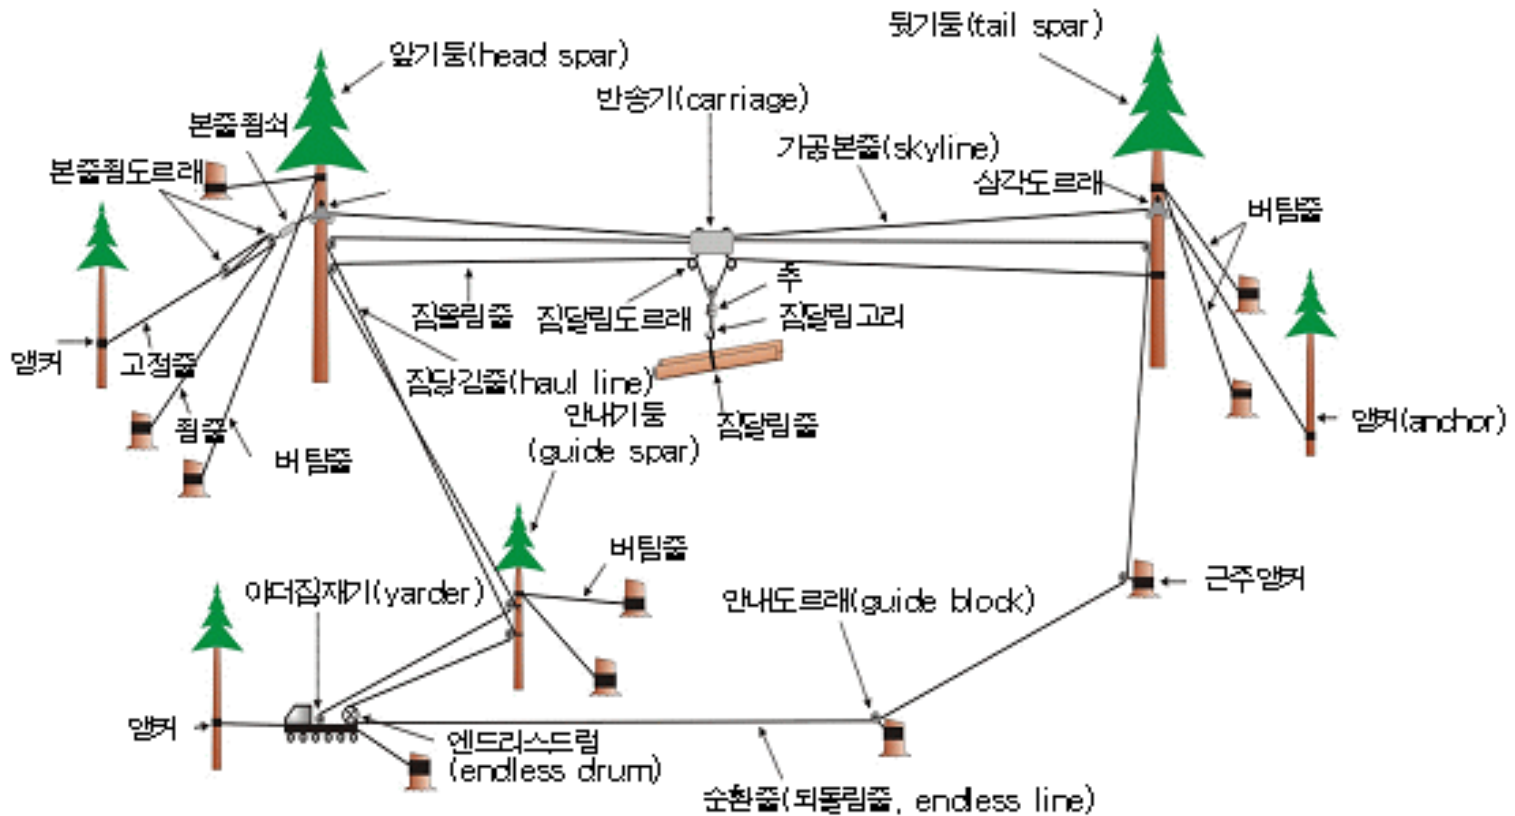 뒷기둥(tail spar)
앞기둥(head spar)
반송기(carriage)
본줄죔쇠
가공본줄(skyline)
본줄죔도르래
삼각도르래
버팀줄
추
짐올림줄
짐달림도르래
짐달림고리
앵커
고정줄
짐당김줄(haul line)
안내기둥
(guide spar)
짐달림줄
앵커(anchor)
죔줄
버팀줄
버팀줄
야더집재기(yarder)
안내도르래(guide block)
근주앵커
앵커
엔드리스드럼
(endless drum)
순환줄(되돌림줄, endless line)